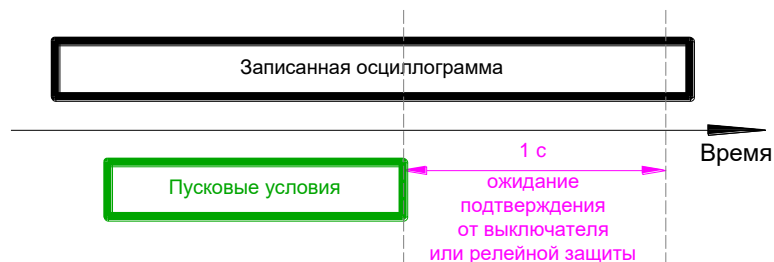 Записанная осциллограмма
Время
Пусковые условия
1 с
ожидание
подтверждения
от выключателя
или релейной защиты